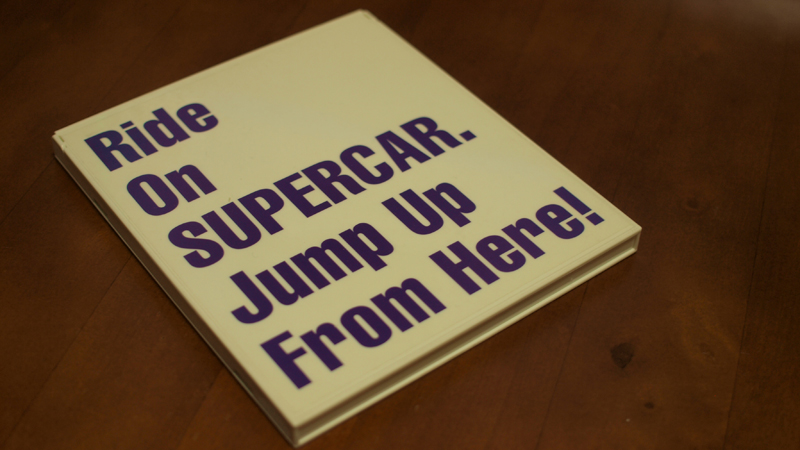 Ride
On
SUPERCAR.
Jump Up
From Here!